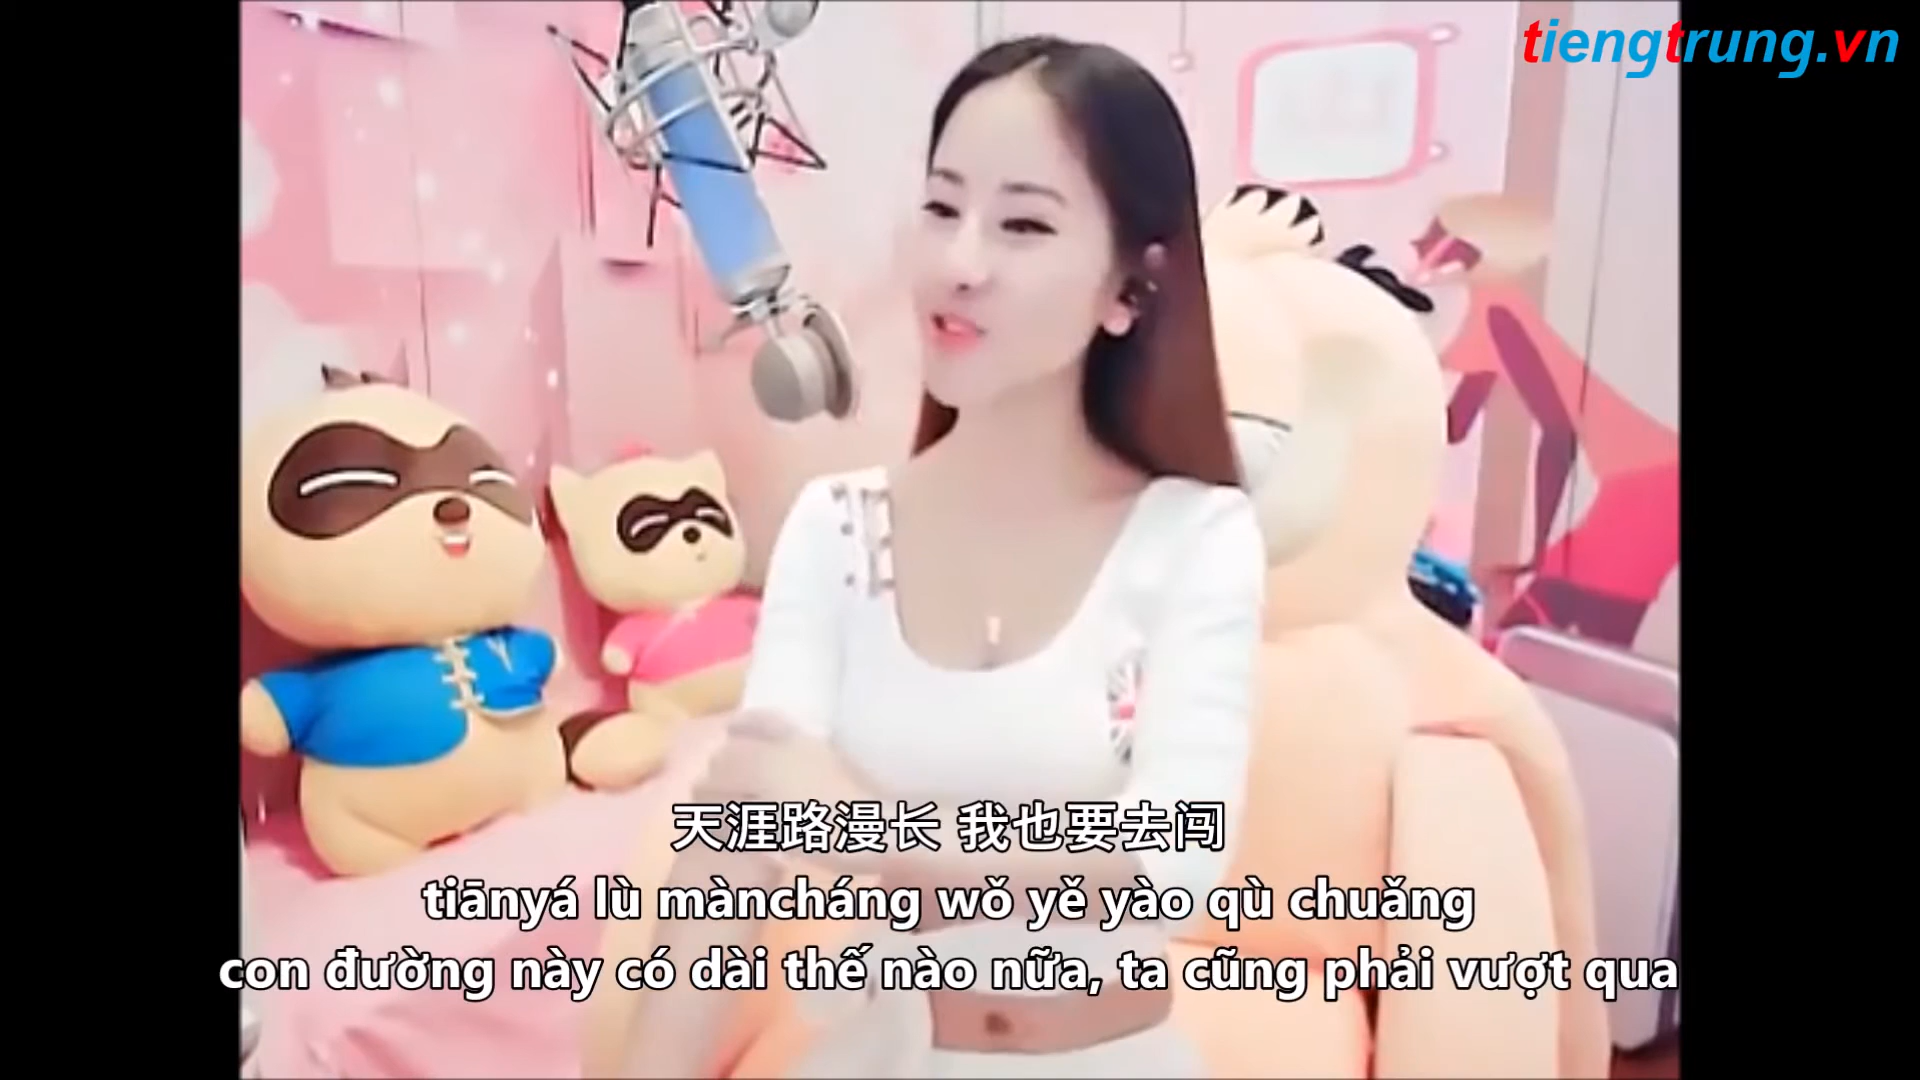 tiengtrung.vn
天涯路漫长 我也要去闯
tiānyá lù màncháng wǒ yě yào qù chuǎng
con đường này có dài thế nào nữa, ta cũng phải vượt qua